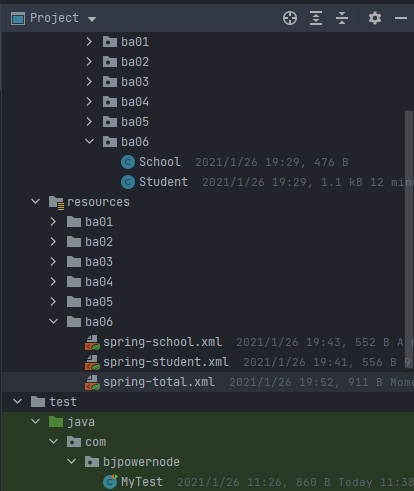 Project
ba01
ba02
ba03
ba04
ba05
ba06
School 2021/1/26 19:29, 476 B
Student 2021/1/26 19:29, 1.1 kB 12 min
resources
ba01
ba02
ba03
ba04
ba05
ba06
spring-school.xml 2021/1/26 19:43, 552 B A
spring-student.xml 2021/1/26 19:41, 556 B 9
spring-total.xml 2021/1/26 19:52, 911 B Mome
test
java
com
bjpowernode
MyTest 2021/1/26 11:26, 860 B Today 11:38